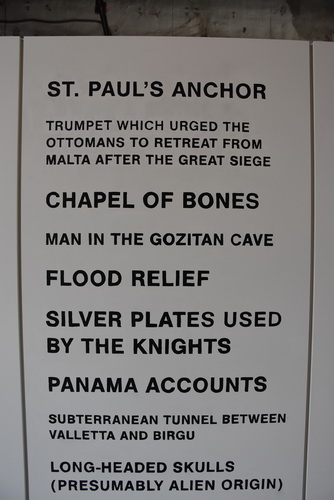 ST. PAUL'S ANCHOR
TRUMPET WHICH URGED THE
OTTOMANS TO RETREAT FROM
MALTA AFTER THE GREAT SIEGE
CHAPEL OF BONES
MAN IN THE GOZITAN CAVE
FLOOD RELIEF
SILVER PLATES USED
BY THE KNIGHTS
PANAMA ACCOUNTS
SUBTERRANEAN TUNNEL BETWEEN
VALLETTA AND BIRGU
LONG-HEADED SKULLS
(PRESUMABLY ALIEN ORIGIN)